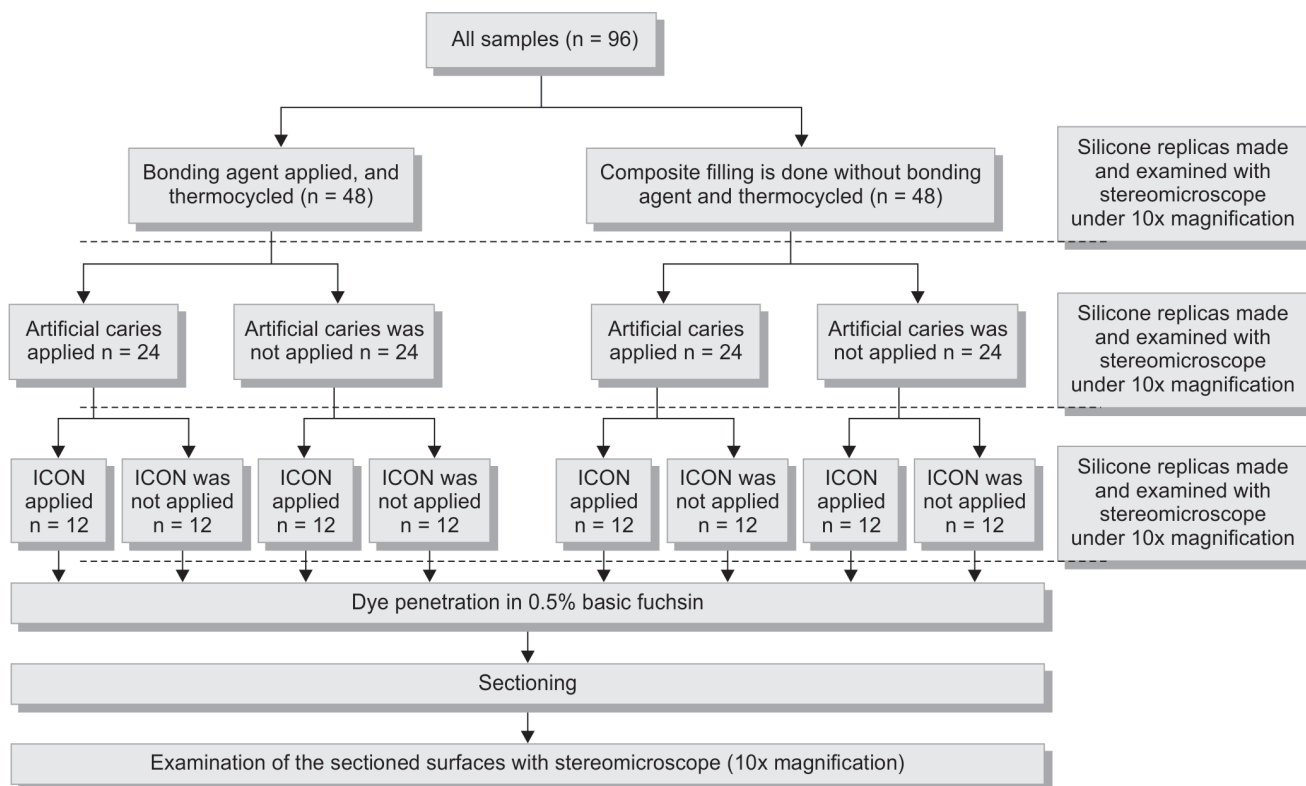 All samples (n = 96)
Bonding agent applied, and
thermocycled (n = 48)
Composite filling is done without bonding
agent and thermocycled (n = 48)
Silicone replicas made
and examined with
stereomicroscope
under 10x magnification
Artificial caries
applied n = 24
Artificial caries was
not applied n = 24
Artificial caries
applied n = 24
Artificial caries was
not applied n = 24
Silicone replicas made
and examined with
stereomicroscope
under 10x magnification
ICON
applied
n = 12
ICON was
not applied
n = 12
ICON
applied
n = 12
ICON was
not applied
n = 12
ICON
applied
n = 12
ICON was
not applied
n = 12
ICON
applied
n = 12
ICON was
not applied
n = 12
Silicone replicas made
and examined with
stereomicroscope
under 10x magnification
Dye penetration in 0.5% basic fuchsin
Sectioning
Examination of the sectioned surfaces with stereomicroscope (10x magnification)